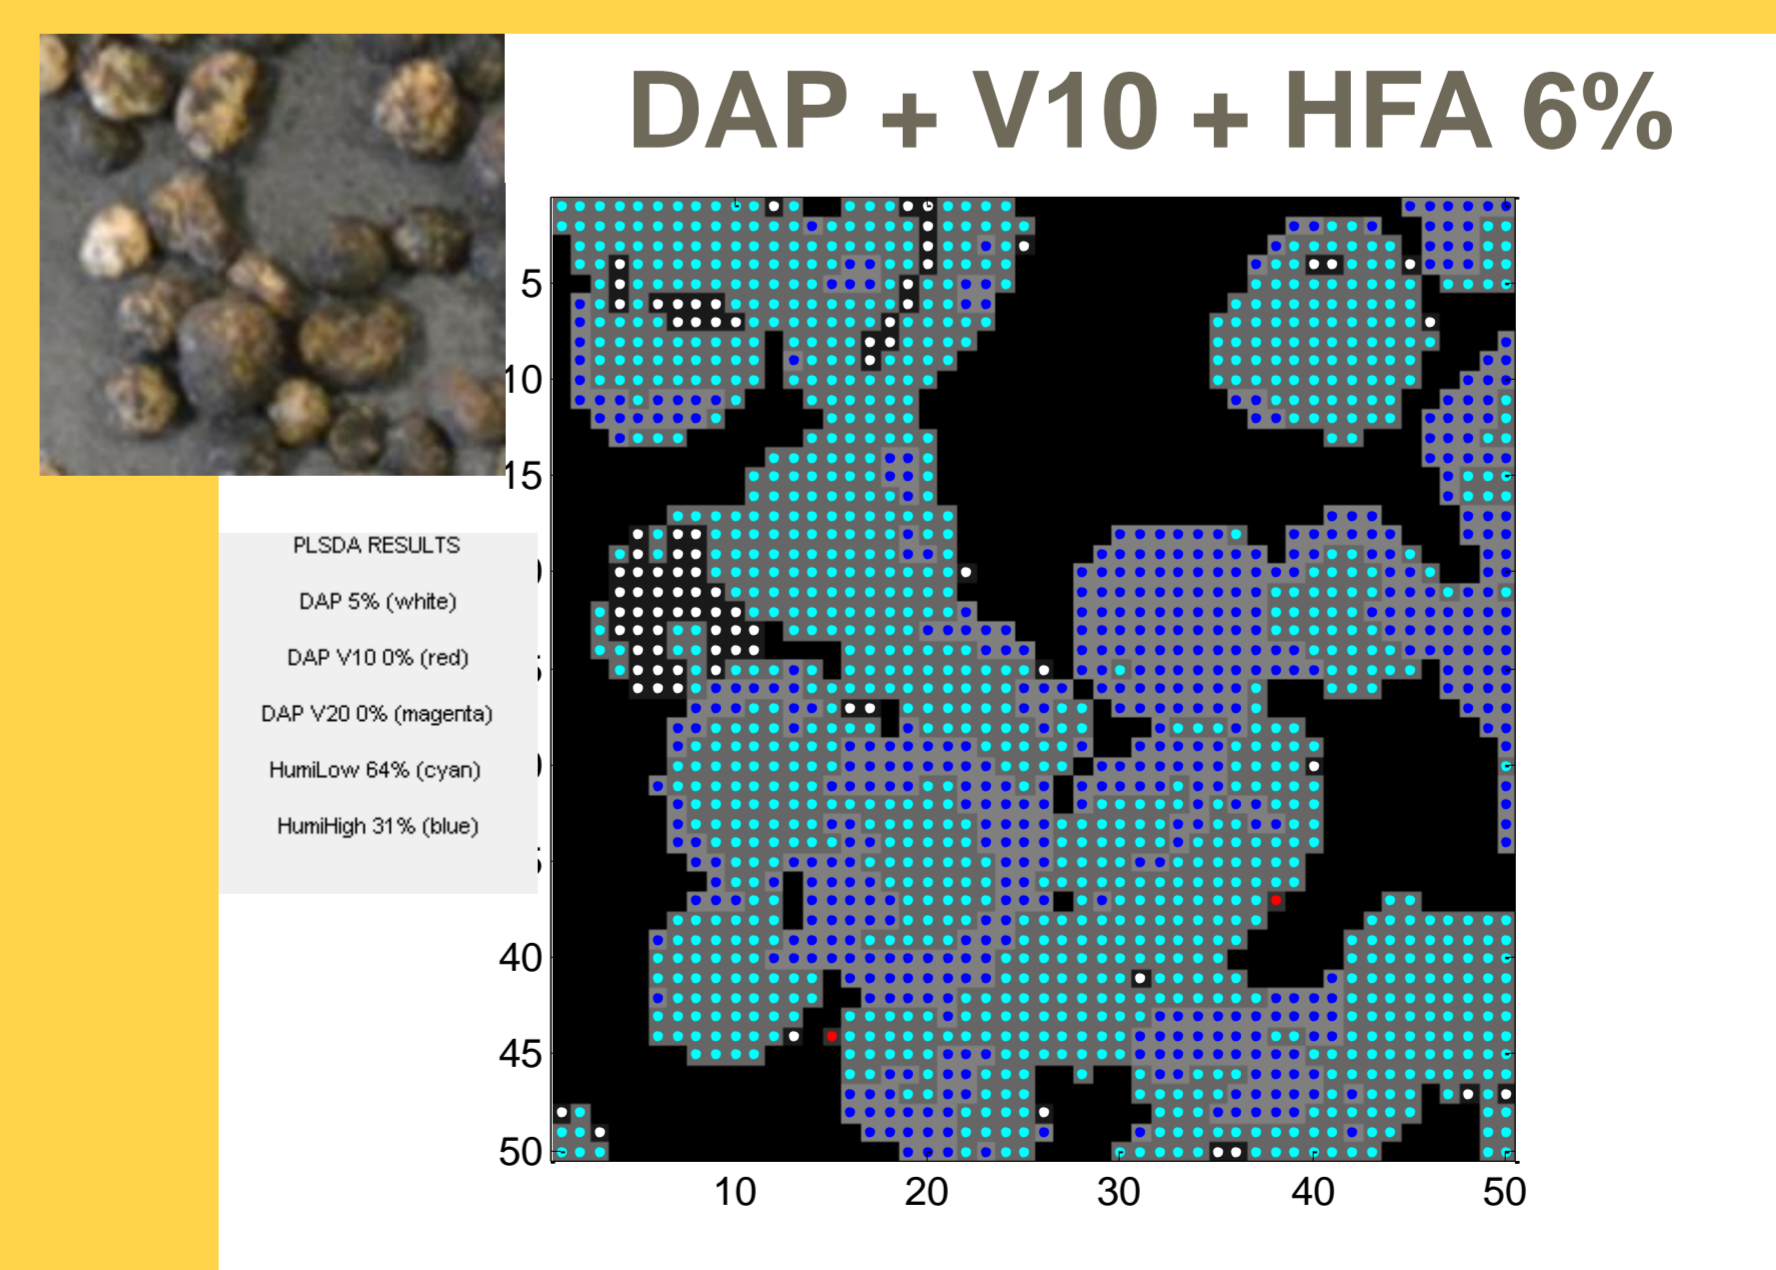 DAP + V10 + HFA 6%
PLSDA RESULTS
DAP 5% (white)
DAP V10 0% (red)
DAP V20 0% (magenta)
HumiLow 64% (cyan)
HumiHigh 31% (blue)
5
10
15
40
45
50
10
20
30
40
50